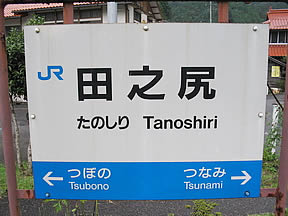 JR
田之尻
たのしり Tanoshiri
つぼの つなみ
Tsubono Tsunami